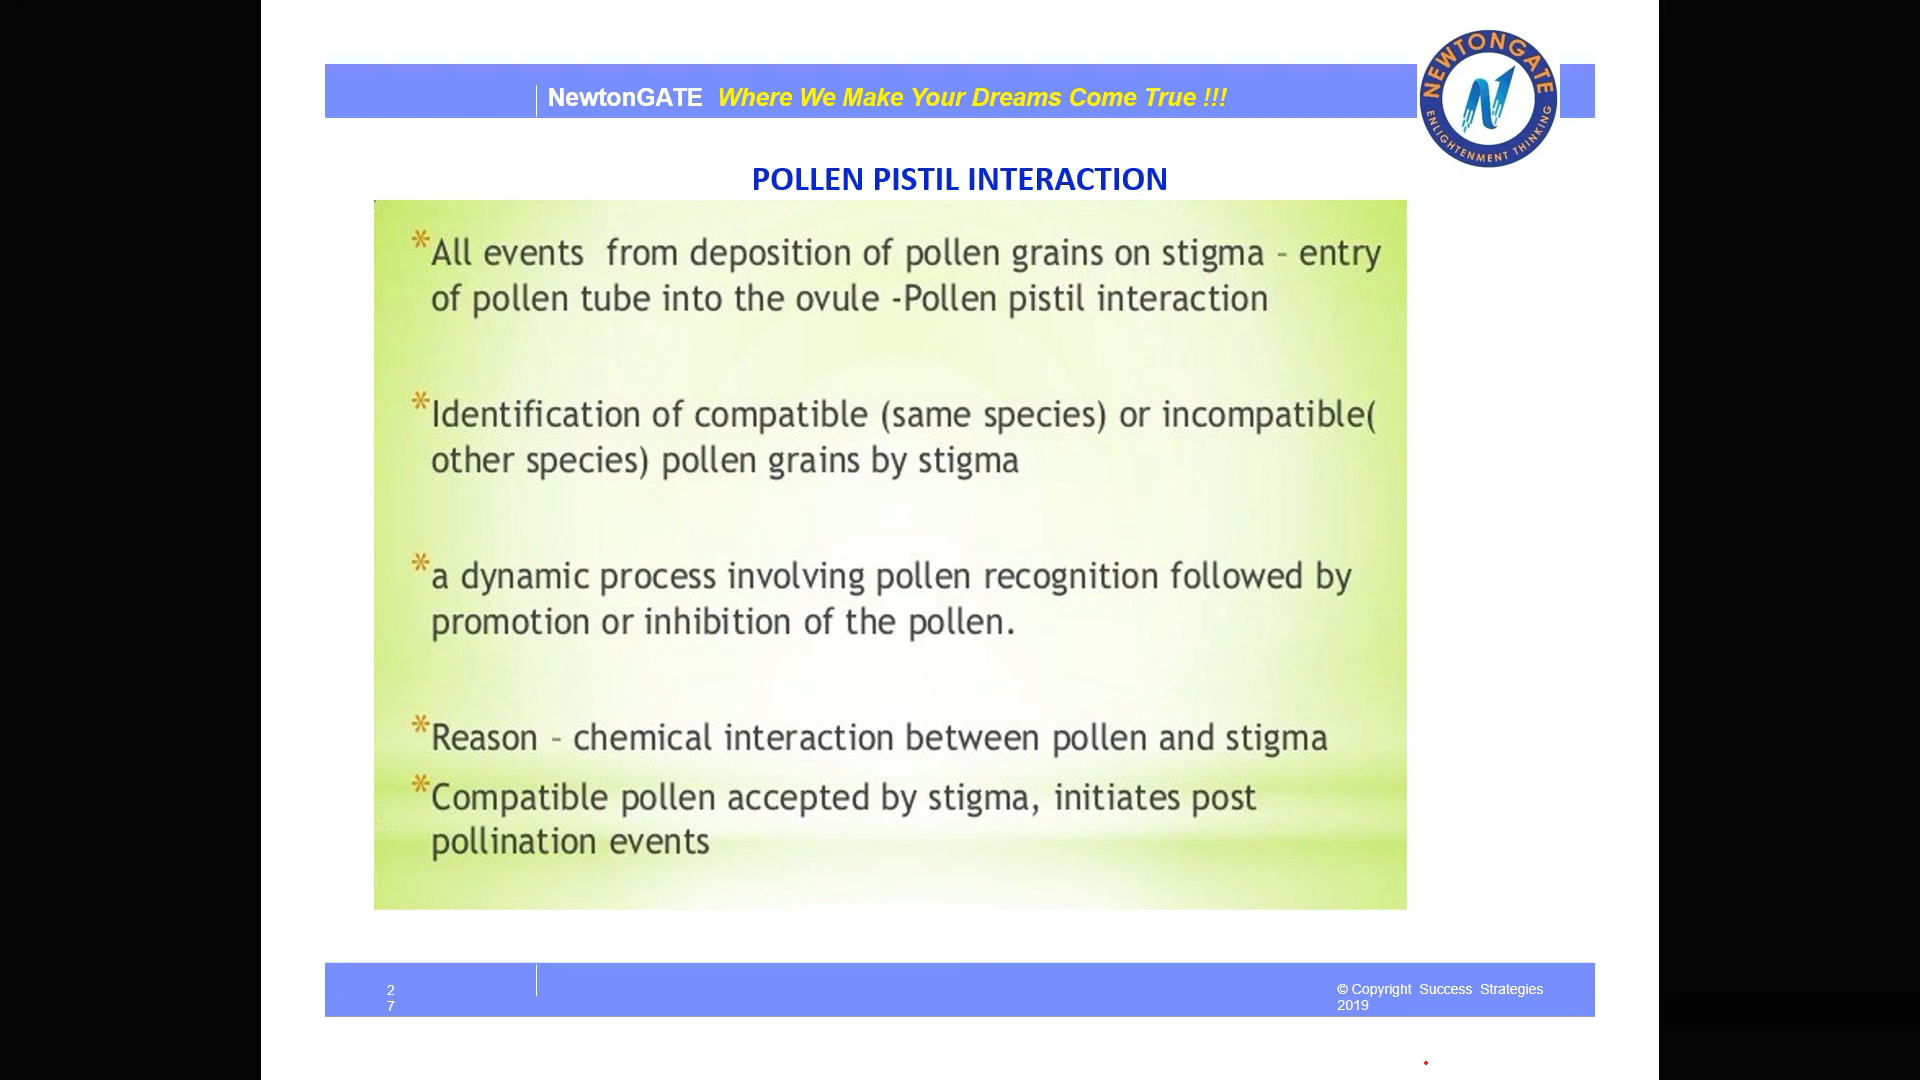 NewtonGATE Where We Make Your Dreams Come True !!!
NEWTONGATE
ENLIGHTENMENT THINKING
POLLEN PISTIL INTERACTION
*All events from deposition of pollen grains on stigma – entry
of pollen tube into the ovule -Pollen pistil interaction
*Identification of compatible (same species) or incompatible(
other species) pollen grains by stigma
*a dynamic process involving pollen recognition followed by
promotion or inhibition of the pollen.
*Reason – chemical interaction between pollen and stigma
*Compatible pollen accepted by stigma, initiates post
pollination events
2
7
© Copyright Success Strategies
2019